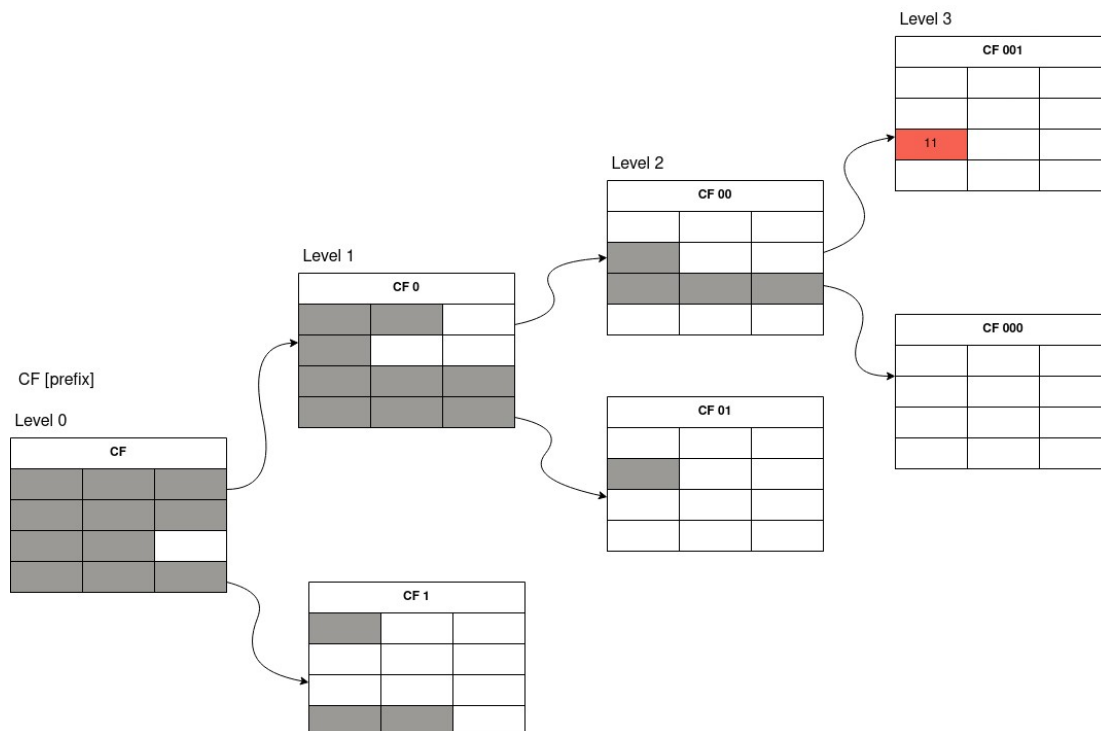 Level 3
CF 001
11
Level 2
CF 00
Level 1
CF 0
CF 000
CF [prefix]
Level 0
CF
CF 01
CF 1